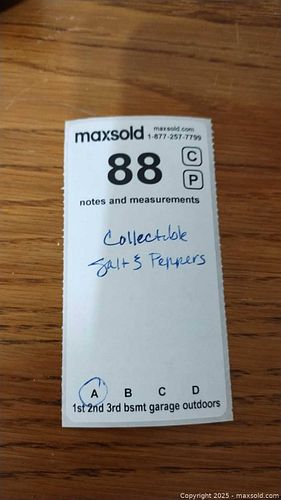 maxsold maxsold.com
1-877-257-7799
88 C
P
notes and measurements
Collectible
Salt & Peppers
A B C D
1st 2nd 3rd bsmt garage outdoors
Copyright © 2025 - maxsold.com